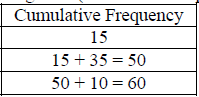 Cumulative Frequency
15
15 + 35 = 50
50 + 10 = 60